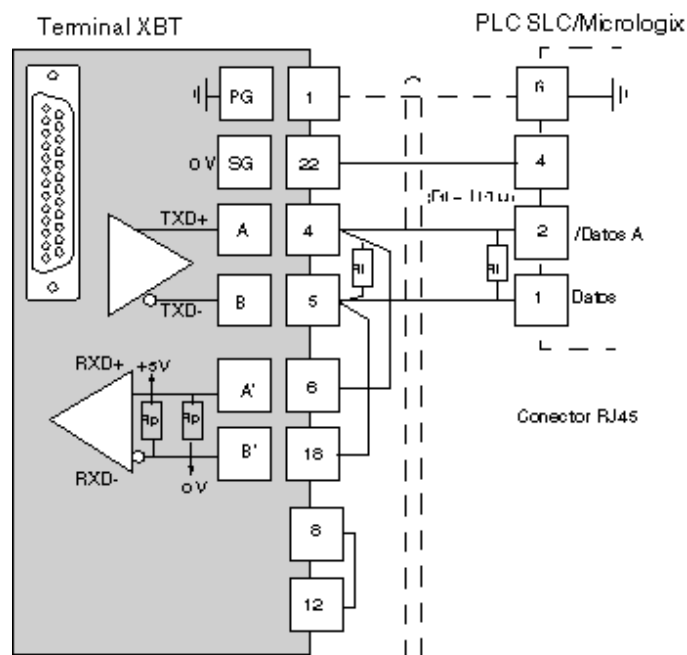 Terminal XBT
PLC SLC/Micrologix
PG
1
6
0 V
SG
22
4
TXD+
A
4
2
/Datos A
Rl
Rl
TXD-
B
5
1
Datos
RXD+
+5V
A'
6
Rp
Rp
Conector RJ45
B'
18
RXD-
0 V
8
12